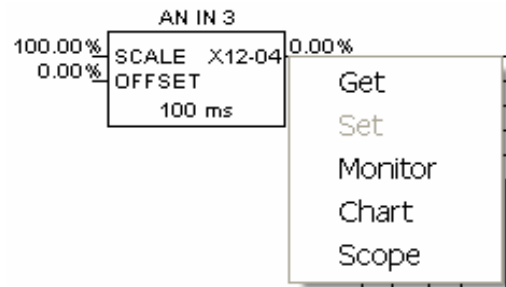 AN IN 3
100.00% SCALE X12-04 0.00%
0.00% OFFSET
100 ms
Get
Set
Monitor
Chart
Scope